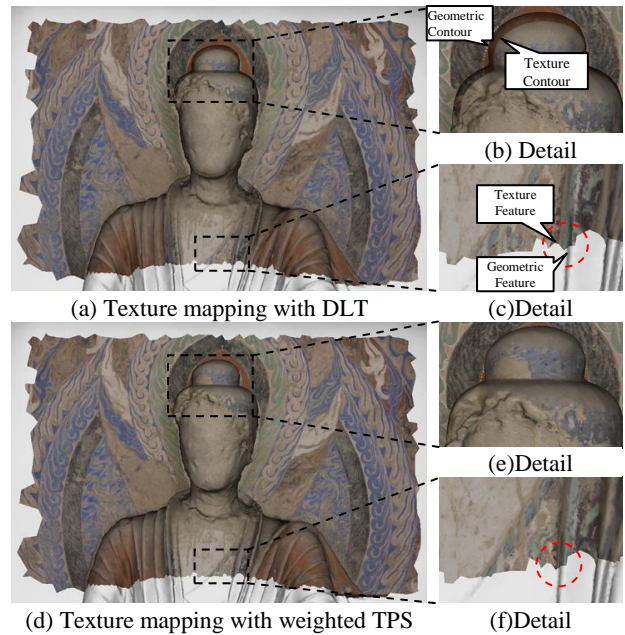 Geometric
Contour
Texture
Contour
(b) Detail
Texture
Feature
Geometric
Feature
(a) Texture mapping with DLT
(c)Detail
(e)Detail
(d) Texture mapping with weighted TPS
(f)Detail